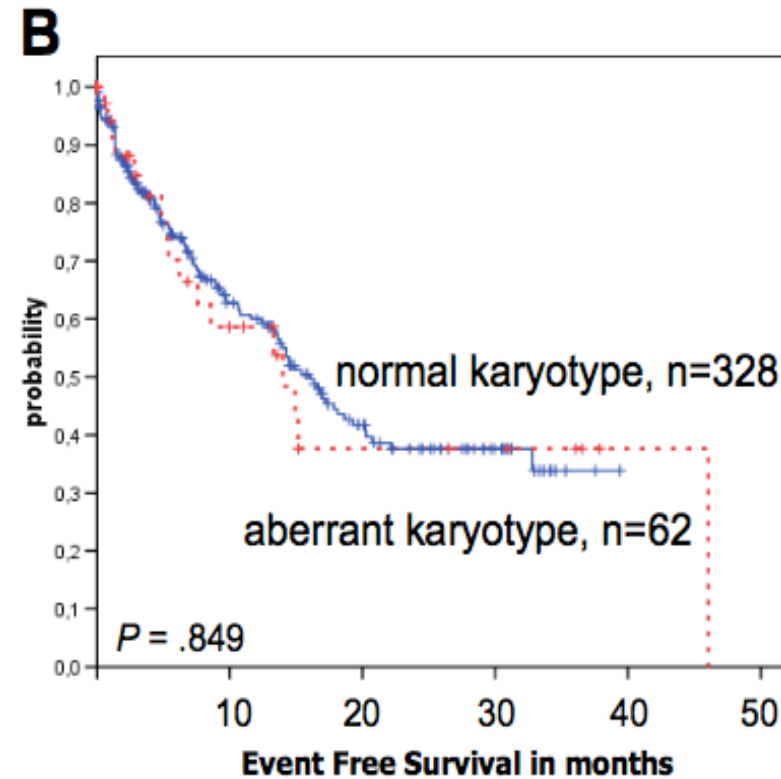 B
1,0
0,9
0,8
0,7
0,6
0,5
0,4
0,3
0,2
0,1
0,0
probability
normal karyotype, n=328
aberrant karyotype, n=62
P = .849
10 20 30 40 50
Event Free Survival in months